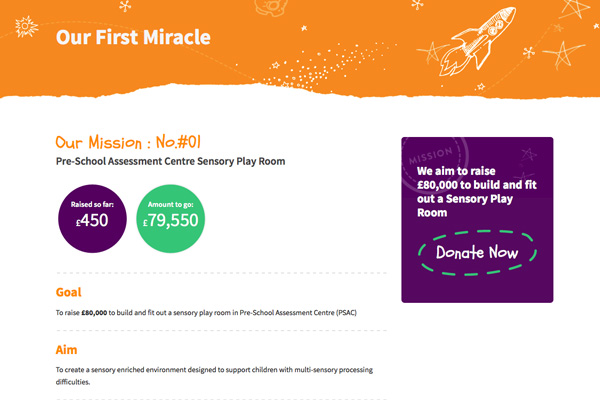 Our First Miracle
Our Mission : No.#01
Pre-School Assessment Centre Sensory Play Room
Raised so far:
£450
Amount to go:
£79,550
Goal
To raise £80,000 to build and fit out a sensory play room in Pre-School Assessment Centre (PSAC)
Aim
To create a sensory enriched environment designed to support children with multi-sensory processing
difficulties.
MISSION
We aim to raise
£80,000 to build and fit
out a Sensory Play
Room
Donate Now